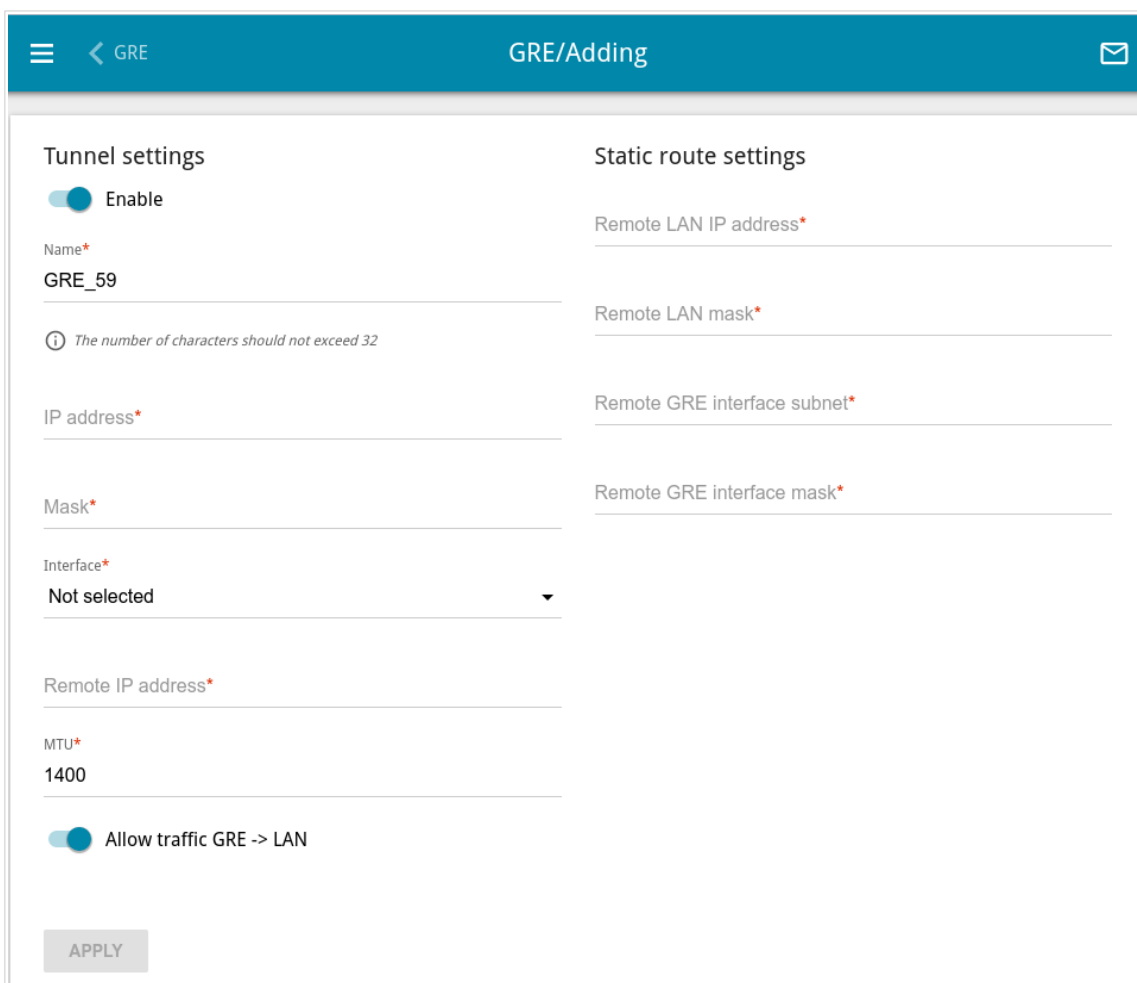 GRE
GRE/Adding
Tunnel settings
Enable
Name*
GRE_59
The number of characters should not exceed 32
IP address*
Mask*
Interface*
Not selected
Remote IP address*
MTU*
1400
Allow traffic GRE -> LAN
APPLY
Static route settings
Remote LAN IP address*
Remote LAN mask*
Remote GRE interface subnet*
Remote GRE interface mask*